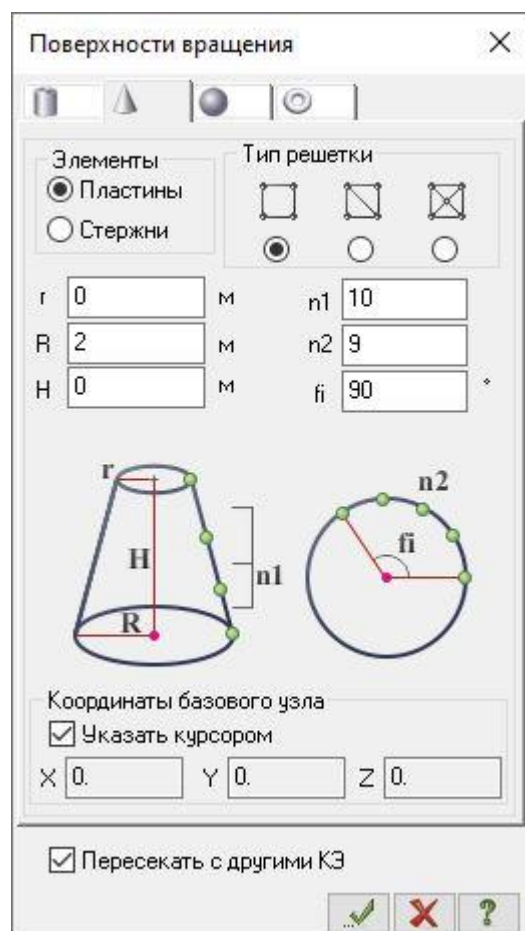 Поверхности вращения
Элементы
Тип решетки
Пластины
Стержни
r 0 м n1 10
R 2 м n2 9
H 0 м fi 90 °
r
n2
H
n1
fi
R
Координаты базового узла
Указать курсором
X 0. Y 0. Z 0.
Пересекать с другими КЭ
?